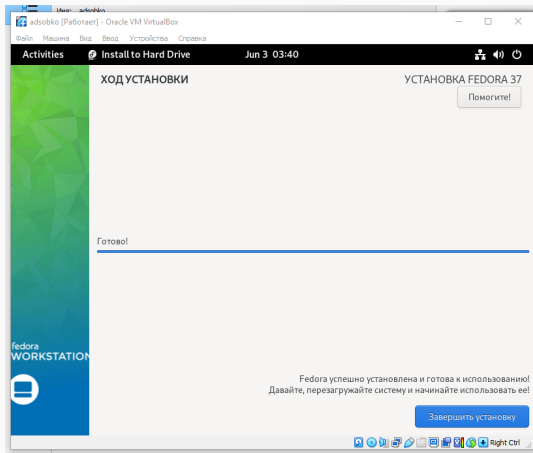 Имя: adsobko
adsobko [Работает] - Oracle VM VirtualBox
Файл Машина Вид Ввод Устройства Справка
Activities Install to Hard Drive Jun 3 03:40
ХОД УСТАНОВКИ УСТАНОВКА FEDORA 37
Помогите!
Готово!
fedora
WORKSTATION
Fedora успешно установлена и готова к использованию!
Давайте, перезагружайте систему и начинайте использовать ее!
Завершить установку
Right Ctrl